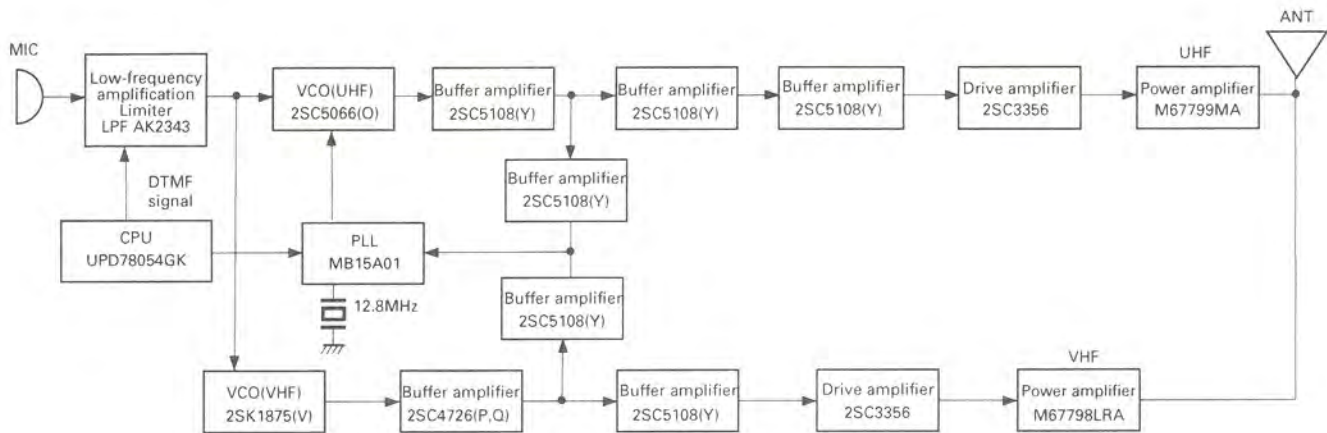 ANT
MIC
UHF
Low-frequency
amplification
Limiter
LPF AK2343
VCO(UHF)
2SC5066(O)
Buffer amplifier
2SC5108(Y)
Buffer amplifier
2SC5108(Y)
Buffer amplifier
2SC5108(Y)
Drive amplifier
2SC3356
Power amplifier
M67799MA
DTMF
signal
Buffer amplifier
2SC5108(Y)
CPU
UPD78054GK
PLL
MB15A01
12.8MHz
Buffer amplifier
2SC5108(Y)
VHF
VCO(VHF)
2SK1875(V)
Buffer amplifier
2SC4726(P,Q)
Buffer amplifier
2SC5108(Y)
Drive amplifier
2SC3356
Power amplifier
M67798LRA